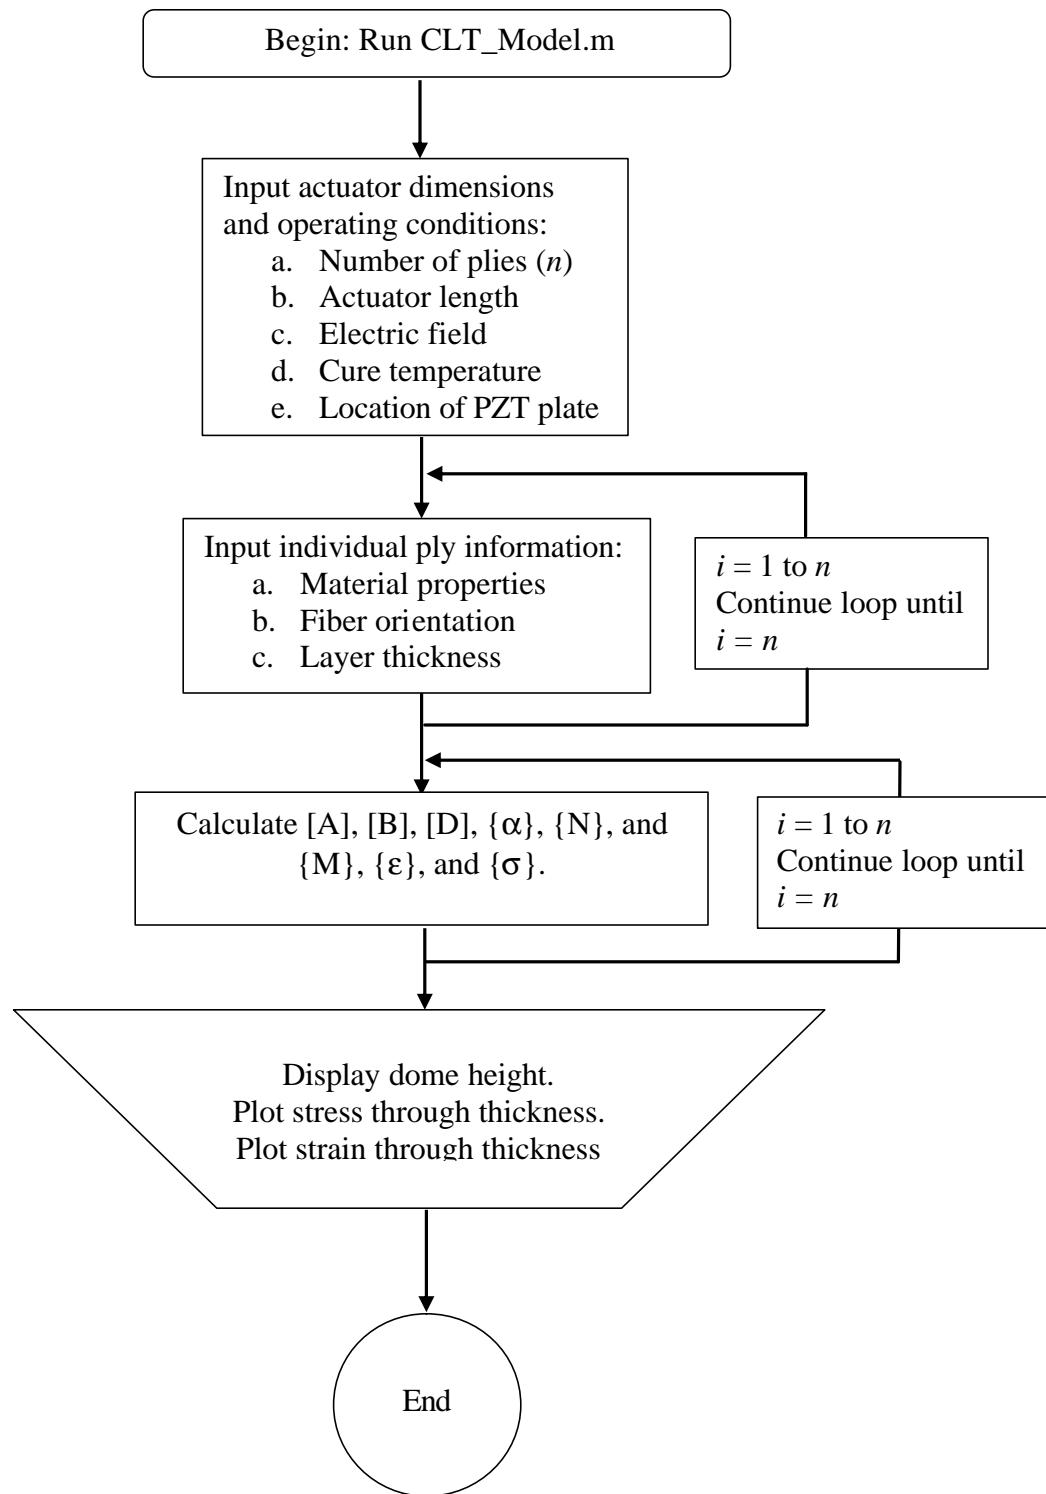 Begin: Run CLT_Model.m
Input actuator dimensions
and operating conditions:
a. Number of plies (n)
b. Actuator length
c. Electric field
d. Cure temperature
e. Location of PZT plate
Input individual ply information:
a. Material properties
b. Fiber orientation
c. Layer thickness
i = 1 to n
Continue loop until
i = n
Calculate [A], [B], [D], {α}, {N}, and
{M}, {ε}, and {σ}.
i = 1 to n
Continue loop until
i = n
Display dome height.
Plot stress through thickness.
Plot strain through thickness
End